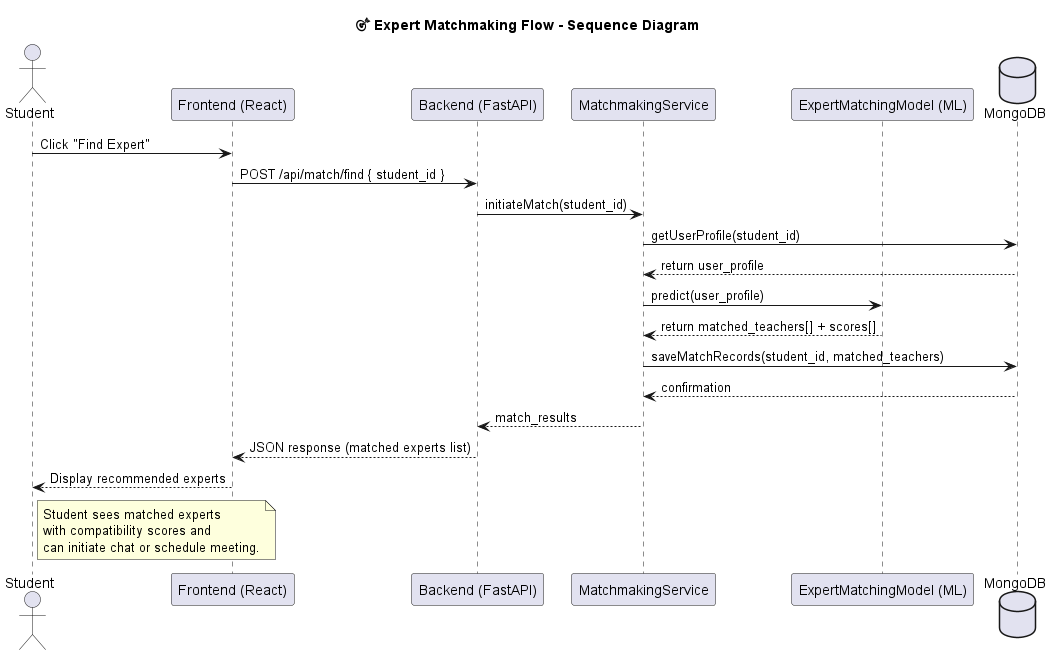 🎯 Expert Matchmaking Flow - Sequence Diagram
Student
Frontend (React)
Backend (FastAPI)
MatchmakingService
ExpertMatchingModel (ML)
MongoDB
Click "Find Expert"
POST /api/match/find { student_id }
initiateMatch(student_id)
getUserProfile(student_id)
return user_profile
predict(user_profile)
return matched_teachers[] + scores[]
saveMatchRecords(student_id, matched_teachers)
confirmation
match_results
JSON response (matched experts list)
Display recommended experts
Student sees matched experts
with compatibility scores and
can initiate chat or schedule meeting.
Student
Frontend (React)
Backend (FastAPI)
MatchmakingService
ExpertMatchingModel (ML)
MongoDB